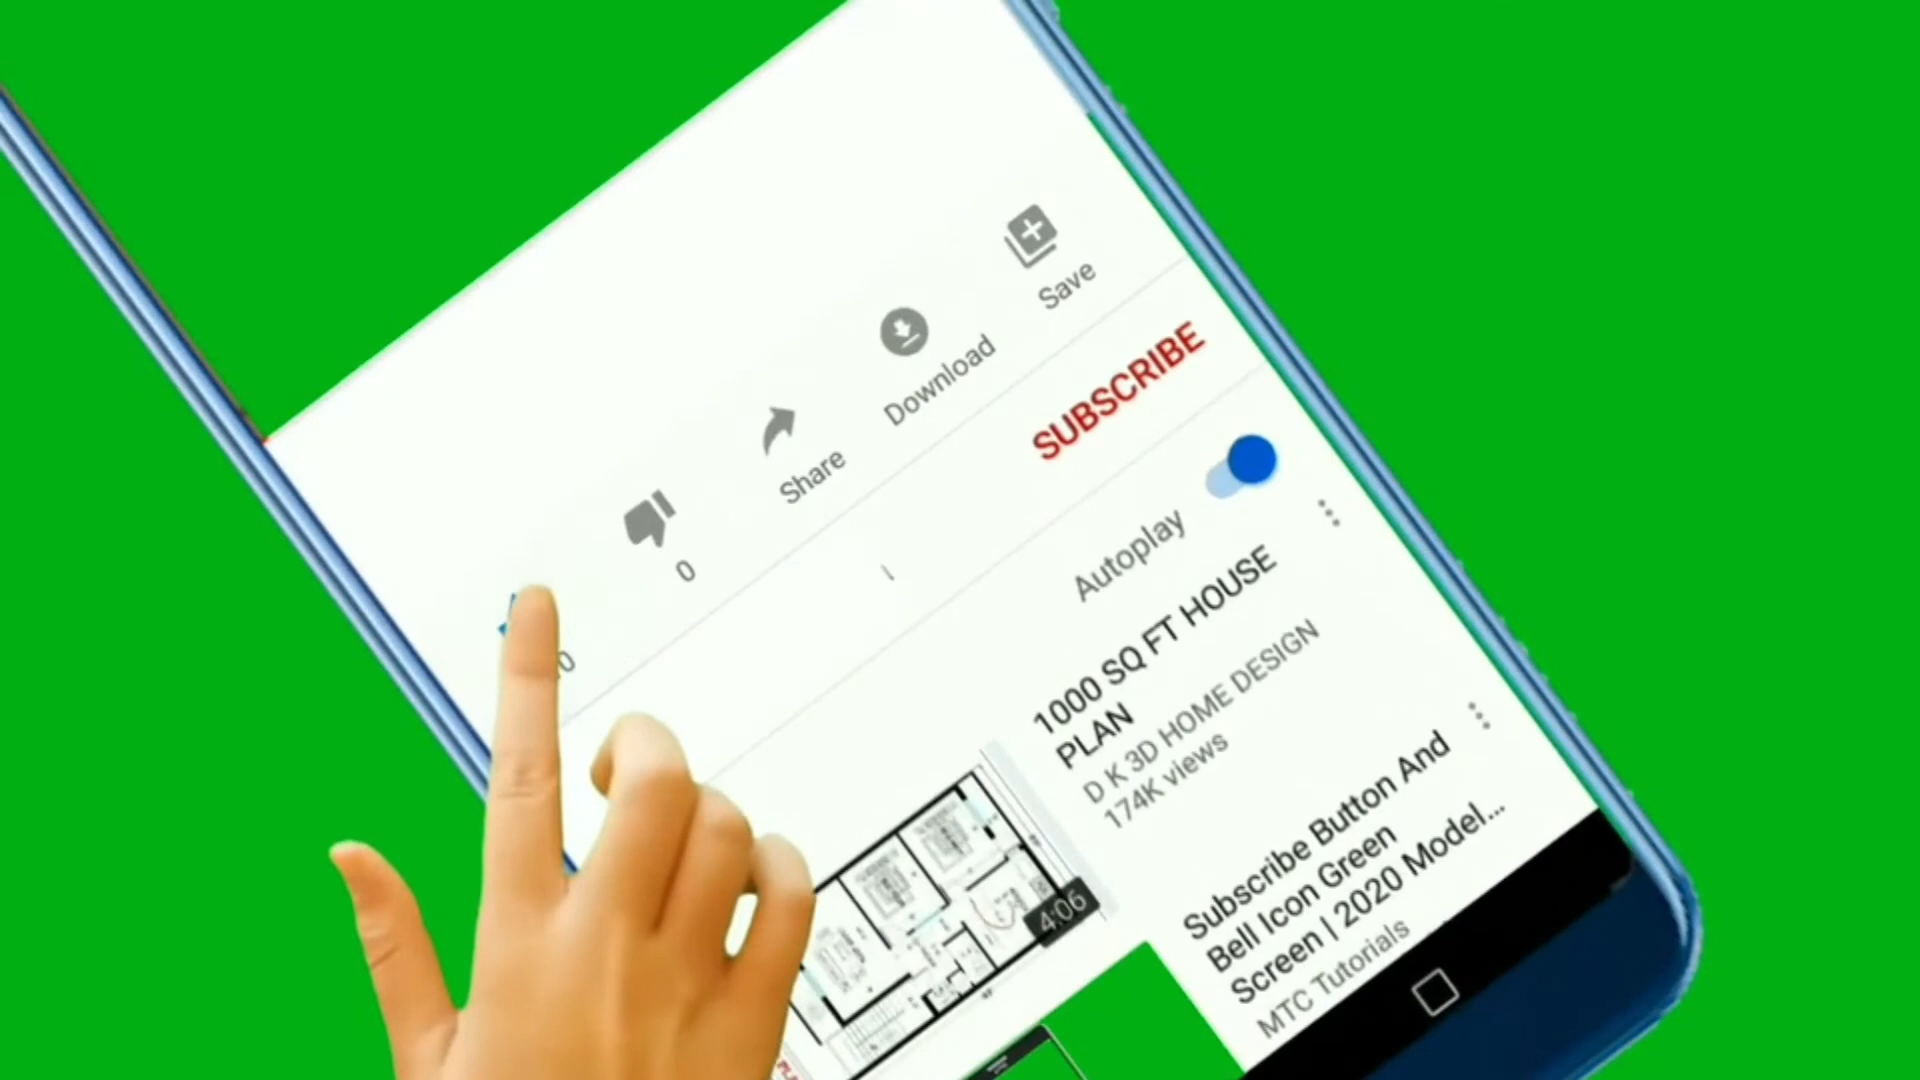 Save
Download
Share
0
0
SUBSCRIBE
Autoplay
1000 SQ FT HOUSE
PLAN
D K 3D HOME DESIGN
174K views
4:06
Subscribe Button And
Bell Icon Green
Screen | 2020 Model...
MTC Tutorials